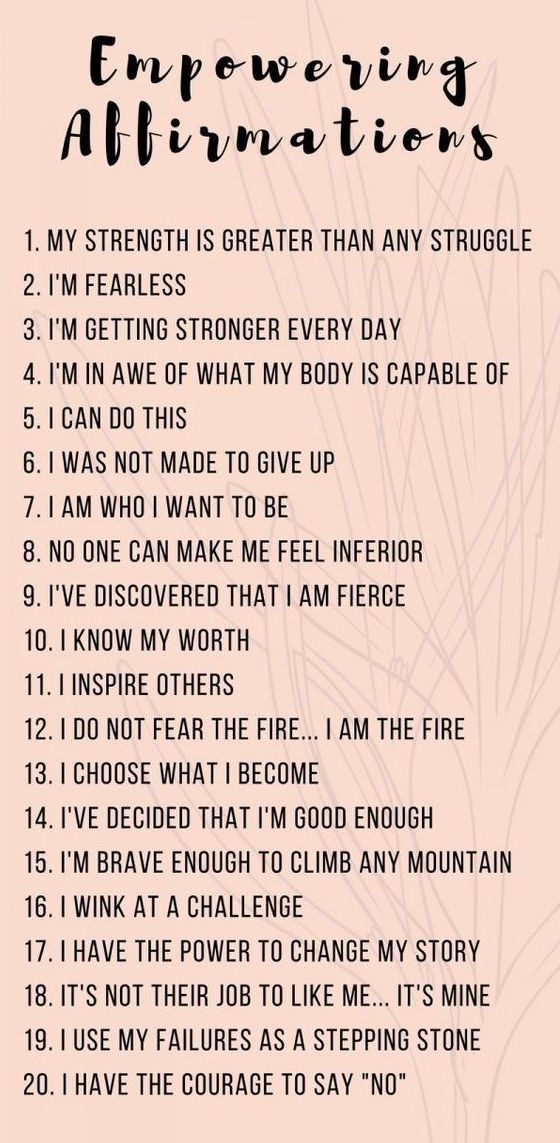 Empowering
Affirmations
1. MY STRENGTH IS GREATER THAN ANY STRUGGLE
2. I'M FEARLESS
3. I'M GETTING STRONGER EVERY DAY
4. I'M IN AWE OF WHAT MY BODY IS CAPABLE OF
5. I CAN DO THIS
6. I WAS NOT MADE TO GIVE UP
7. I AM WHO I WANT TO BE
8. NO ONE CAN MAKE ME FEEL INFERIOR
9. I'VE DISCOVERED THAT I AM FIERCE
10. I KNOW MY WORTH
11. I INSPIRE OTHERS
12. I DO NOT FEAR THE FIRE... I AM THE FIRE
13. I CHOOSE WHAT I BECOME
14. I'VE DECIDED THAT I'M GOOD ENOUGH
15. I'M BRAVE ENOUGH TO CLIMB ANY MOUNTAIN
16. I WINK AT A CHALLENGE
17. I HAVE THE POWER TO CHANGE MY STORY
18. IT'S NOT THEIR JOB TO LIKE ME... IT'S MINE
19. I USE MY FAILURES AS A STEPPING STONE
20. I HAVE THE COURAGE TO SAY "NO"